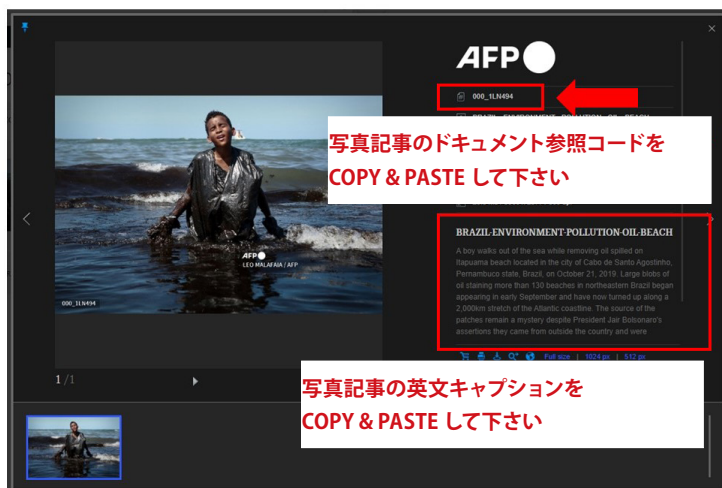 AFP
000_1LN494
BRAZIL-ENVIRONMENT-POLLUTION-OIL-BEACH
写真記事のドキュメント参照コードを
COPY & PASTE して下さい
BRAZIL-ENVIRONMENT-POLLUTION-OIL-BEACH
A boy walks out of the sea while removing oil spilled on
Itapuama beach located in the city of Cabo de Santo Agostinho,
Pernambuco state, Brazil, on October 21, 2019. Large blobs of
oil staining more than 130 beaches in northeastern Brazil began
appearing in early September and have now turned up along a
2,000km stretch of the Atlantic coastline. The source of the
patches remain a mystery despite President Jair Bolsonaro's
assertions they came from outside the country and were
AFP
LEO MALAFAIA / AFP
000_1LN494
Full size | 1024 px | 512 px
1/1
写真記事の英文キャプションを
COPY & PASTE して下さい